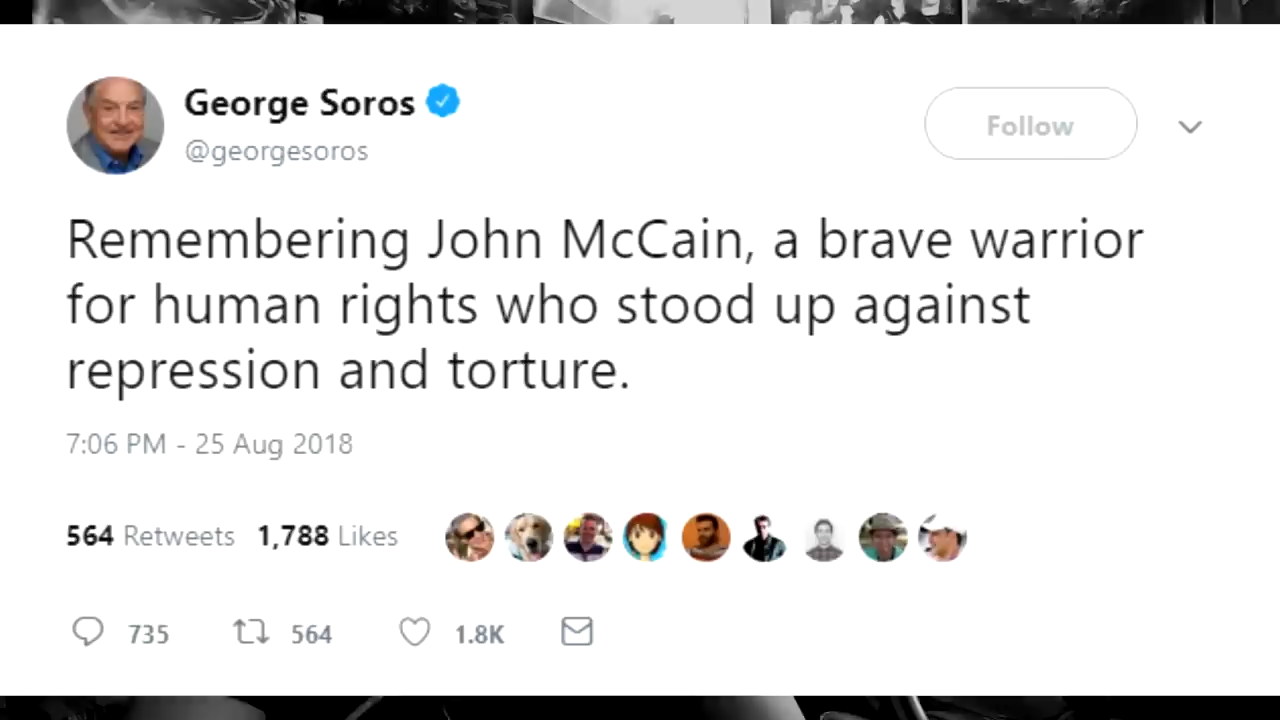 George Soros
@georgesoros
Follow
Remembering John McCain, a brave warrior
for human rights who stood up against
repression and torture.
7:06 PM - 25 Aug 2018
564 Retweets 1,788 Likes
735 564 1.8K